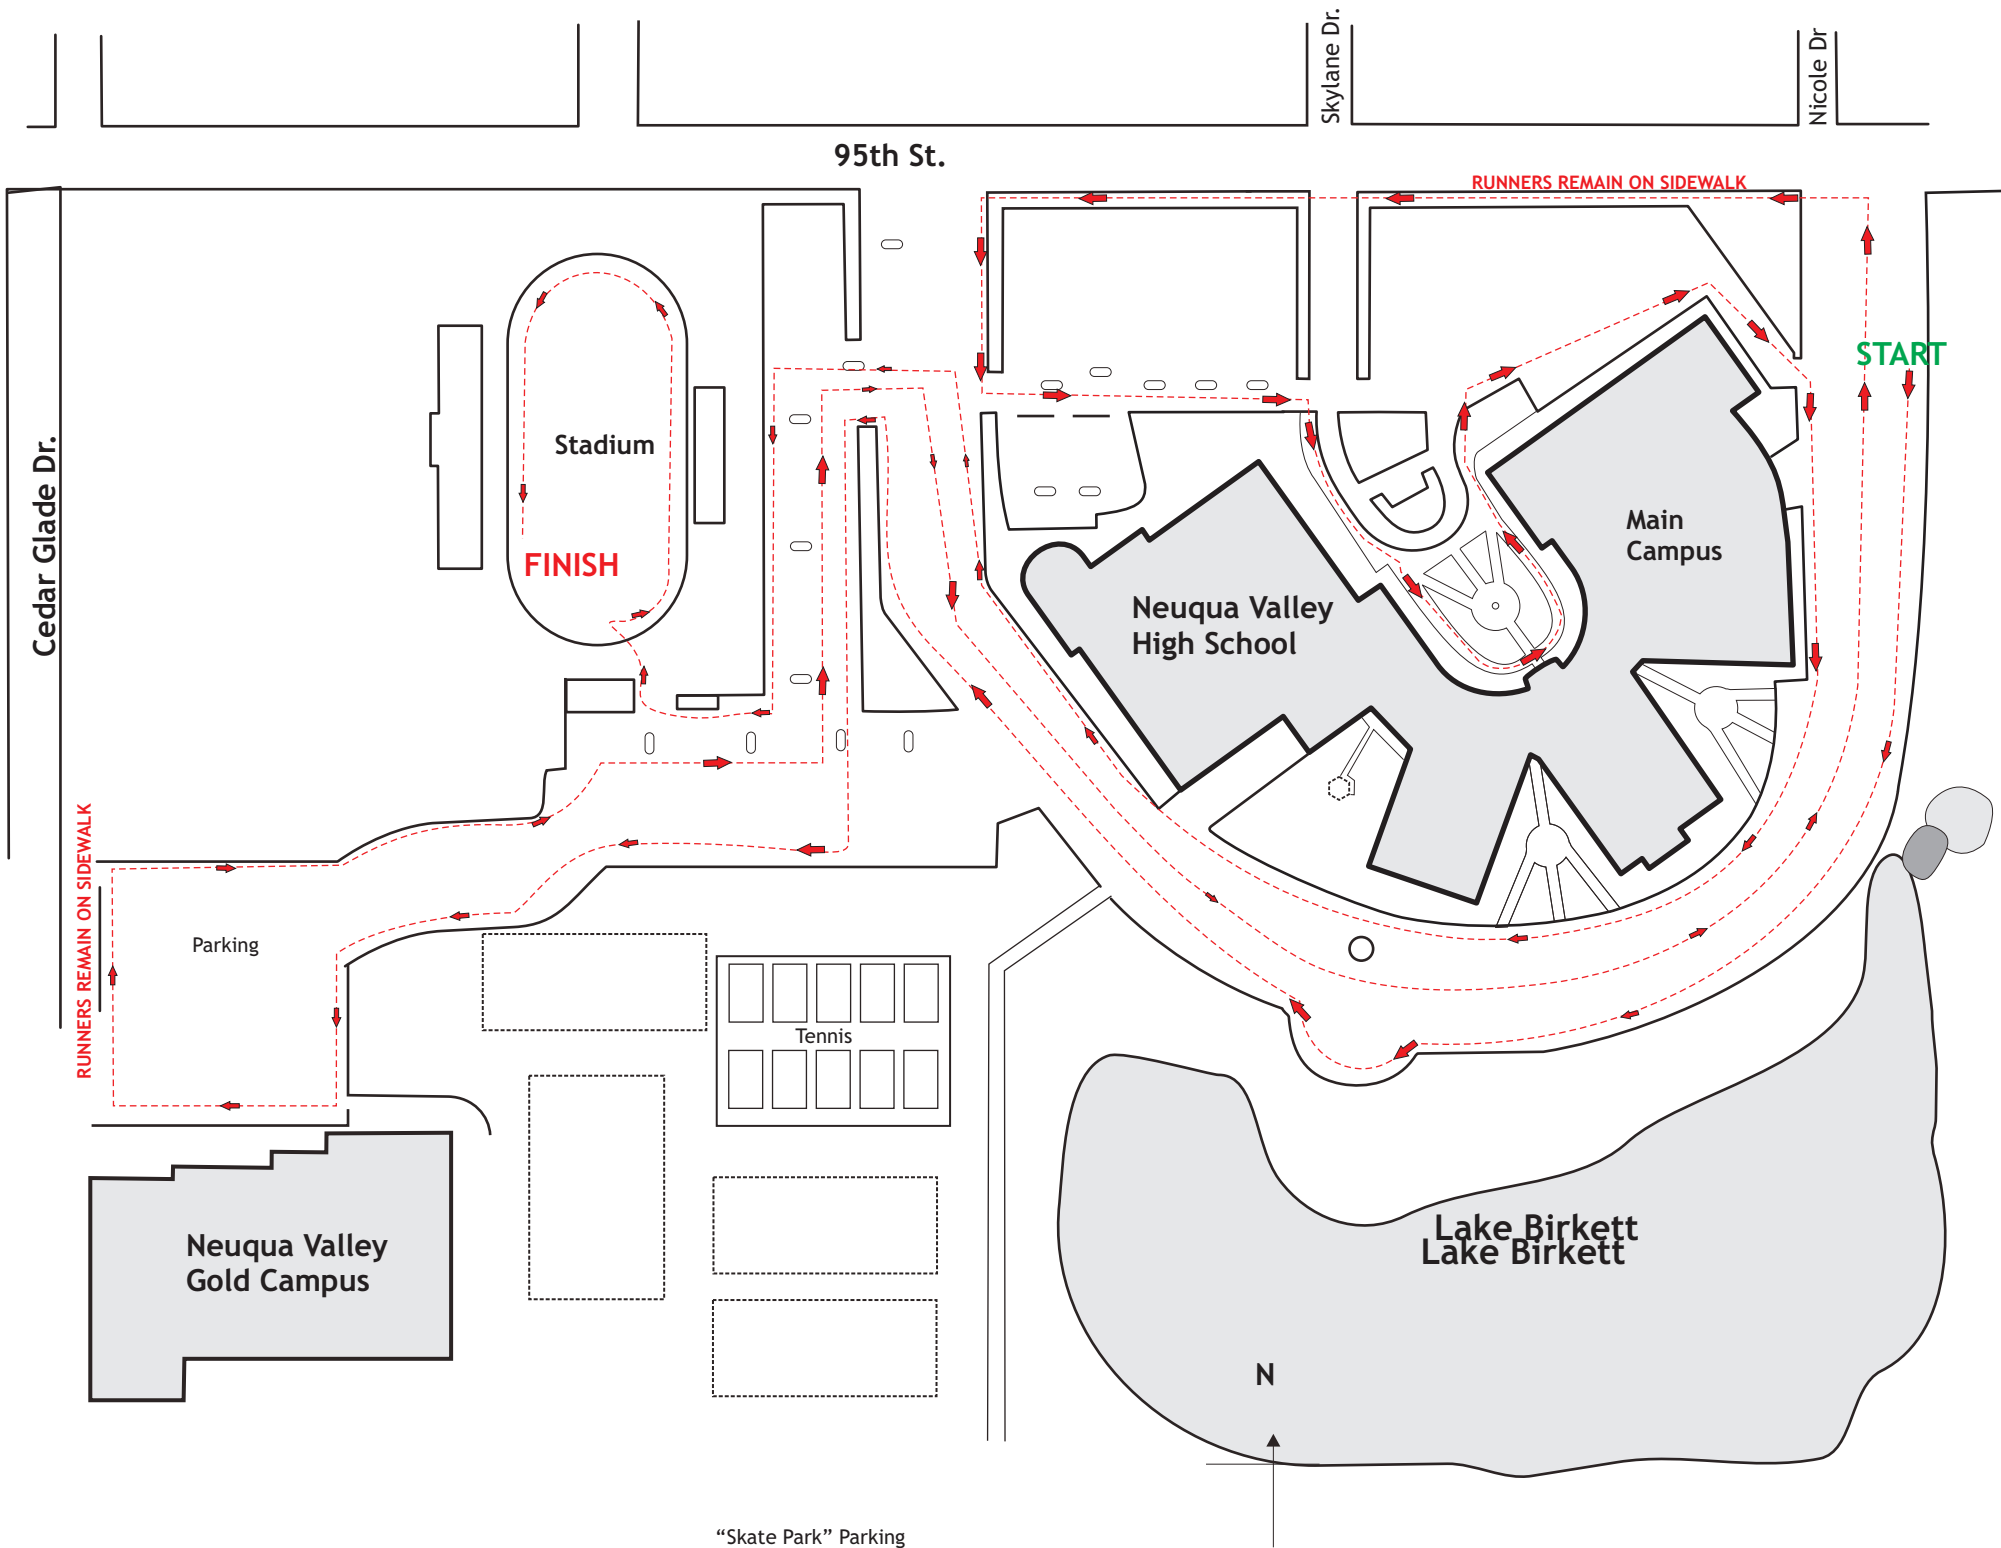 Skylane Dr.
Nicole Dr
95th St.
RUNNERS REMAIN ON SIDEWALK
START
Stadium
FINISH
Cedar Glade Dr.
Main
Campus
Neuqua Valley
High School
RUNNERS REMAIN ON SIDEWALK
Parking
Tennis
Neuqua Valley
Gold Campus
Lake Birkett
Lake Birkett
N
“Skate Park” Parking